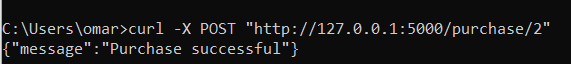 C:\Users\omar>curl -X POST "http://127.0.0.1:5000/purchase/2"
{"message":"Purchase successful"}